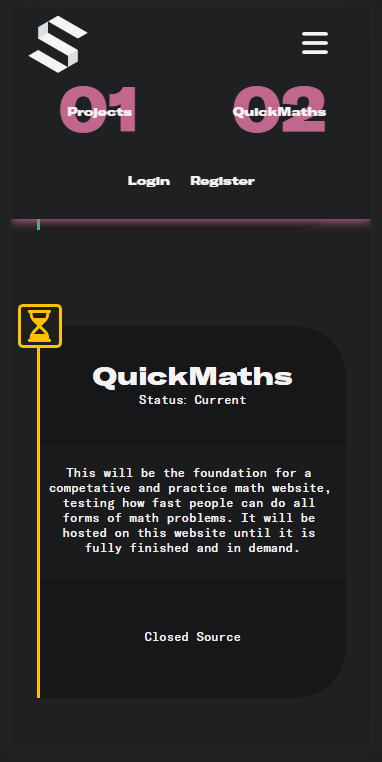 01 02
Projects QuickMaths
Login Register
QuickMaths
Status: Current
This will be the foundation for a
competative and practice math website,
testing how fast people can do all
forms of math problems. It will be
hosted on this website until it is
fully finished and in demand.
Closed Source